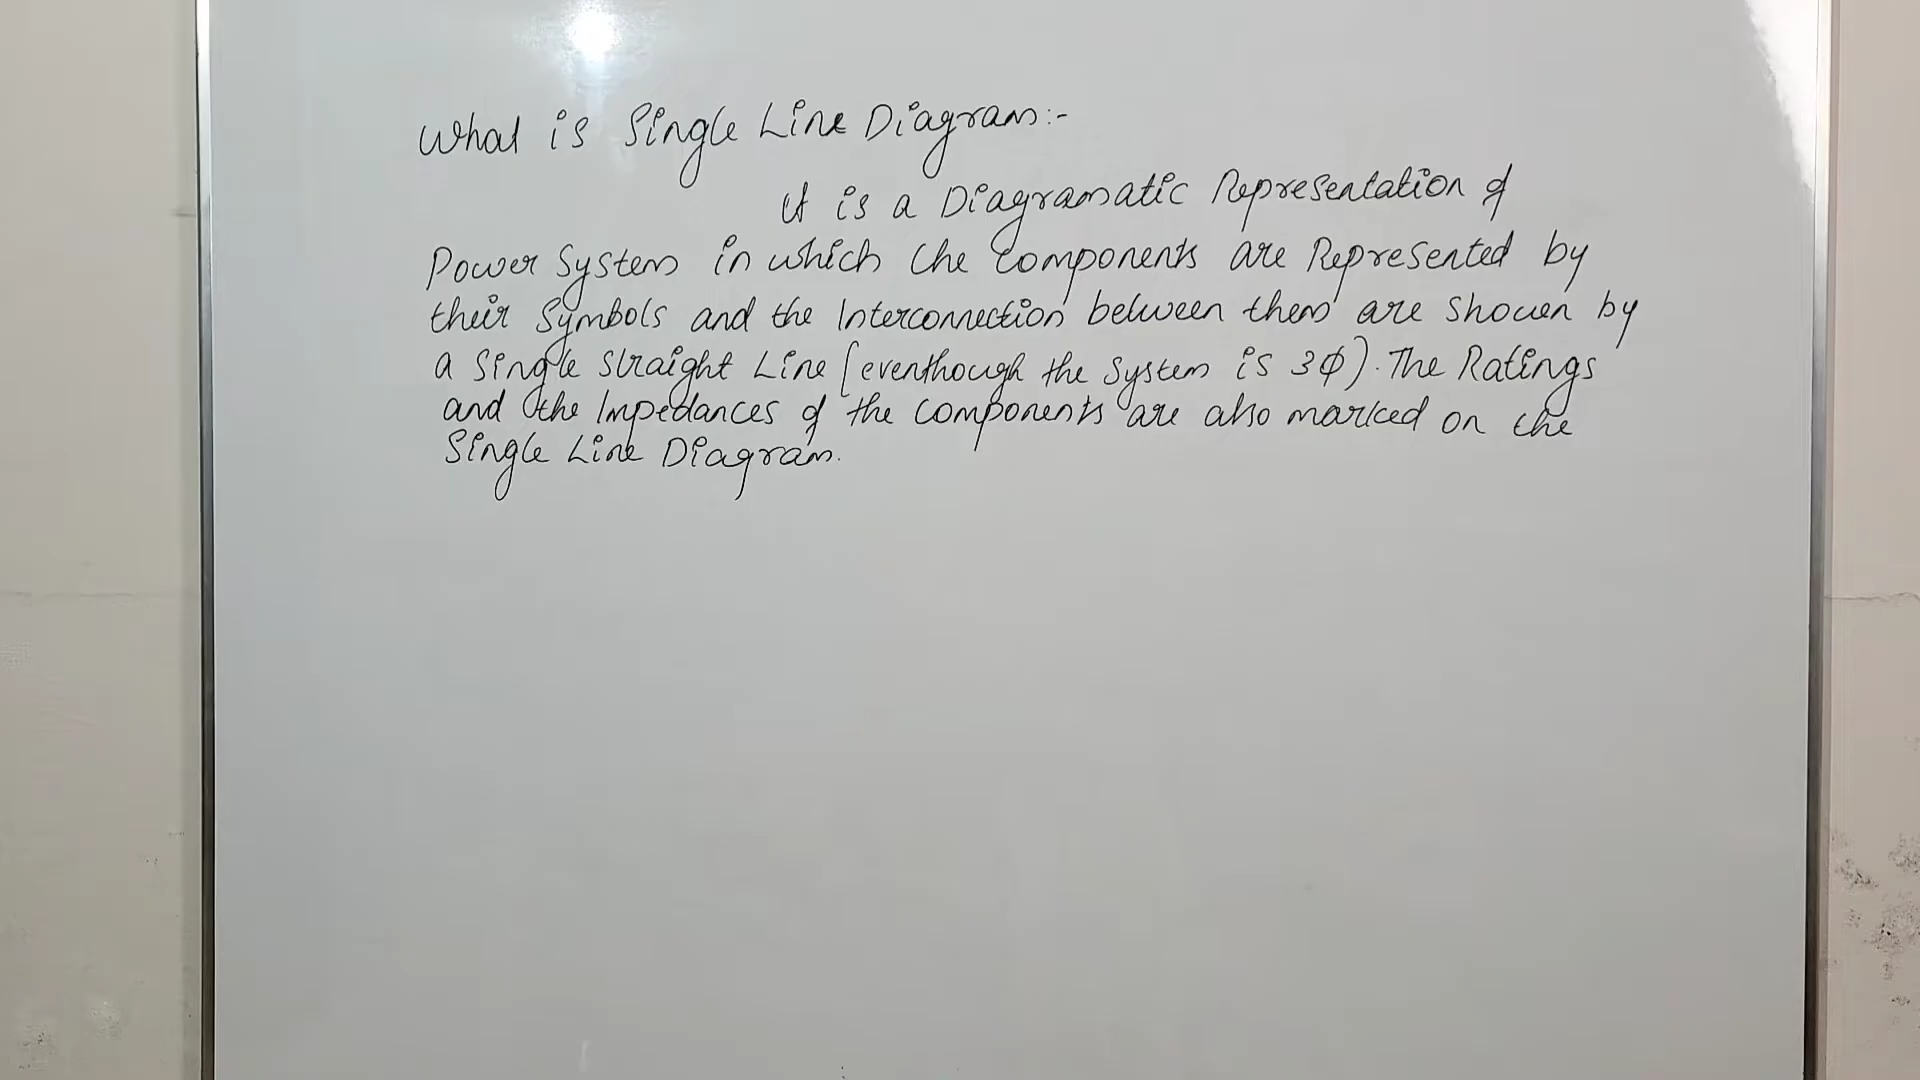 What is Single Line Diagram:-
It is a Diagramatic Representation of
Power System in which the Components are Represented by
their Symbols and the Interconnection between them are shown by
a Single Straight Line (eventhough the System is 3Φ). The Ratings
and the Impedances of the components are also marked on the
Single Line Diagram.